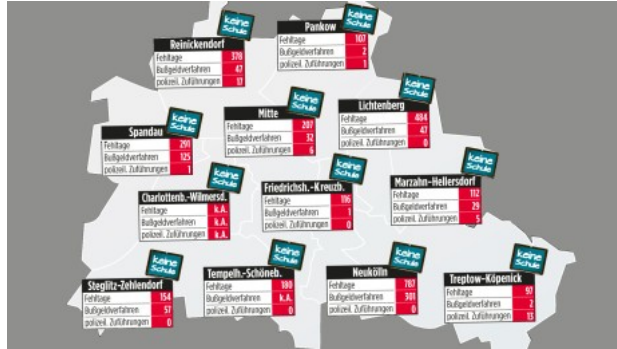 keine
Schule
Pankow
Fehltage 107
Bußgeldverfahren 2
polizeil. Zuführungen 1
keine
Schule
Reinickendorf
Fehltage 378
Bußgeldverfahren 47
polizeil. Zuführungen 17
keine
Schule
Lichtenberg
Fehltage 484
Bußgeldverfahren 47
polizeil. Zuführungen 0
keine
Schule
Mitte
Fehltage 207
Bußgeldverfahren 32
polizeil. Zuführungen 6
keine
Schule
Spandau
Fehltage 291
Bußgeldverfahren 125
polizeil. Zuführungen 1
keine
Schule
Charlottenb.-Wilmersd.
Fehltage k.A.
Bußgeldverfahren k.A.
polizeil. Zuführungen k.A.
keine
Schule
Friedrichsh.-Kreuzb.
Fehltage 116
Bußgeldverfahren 1
polizeil. Zuführungen 0
keine
Schule
Marzahn-Hellersdorf
Fehltage 112
Bußgeldverfahren 29
polizeil. Zuführungen 5
keine
Schule
Steglitz-Zehlendorf
Fehltage 154
Bußgeldverfahren 57
polizeil. Zuführungen 0
keine
Schule
Tempelh.-Schöneb.
Fehltage 380
Bußgeldverfahren k.A.
polizeil. Zuführungen 0
keine
Schule
Neukölln
Fehltage 787
Bußgeldverfahren 301
polizeil. Zuführungen 0
keine
Schule
Treptow-Köpenick
Fehltage 97
Bußgeldverfahren 2
polizeil. Zuführungen 13